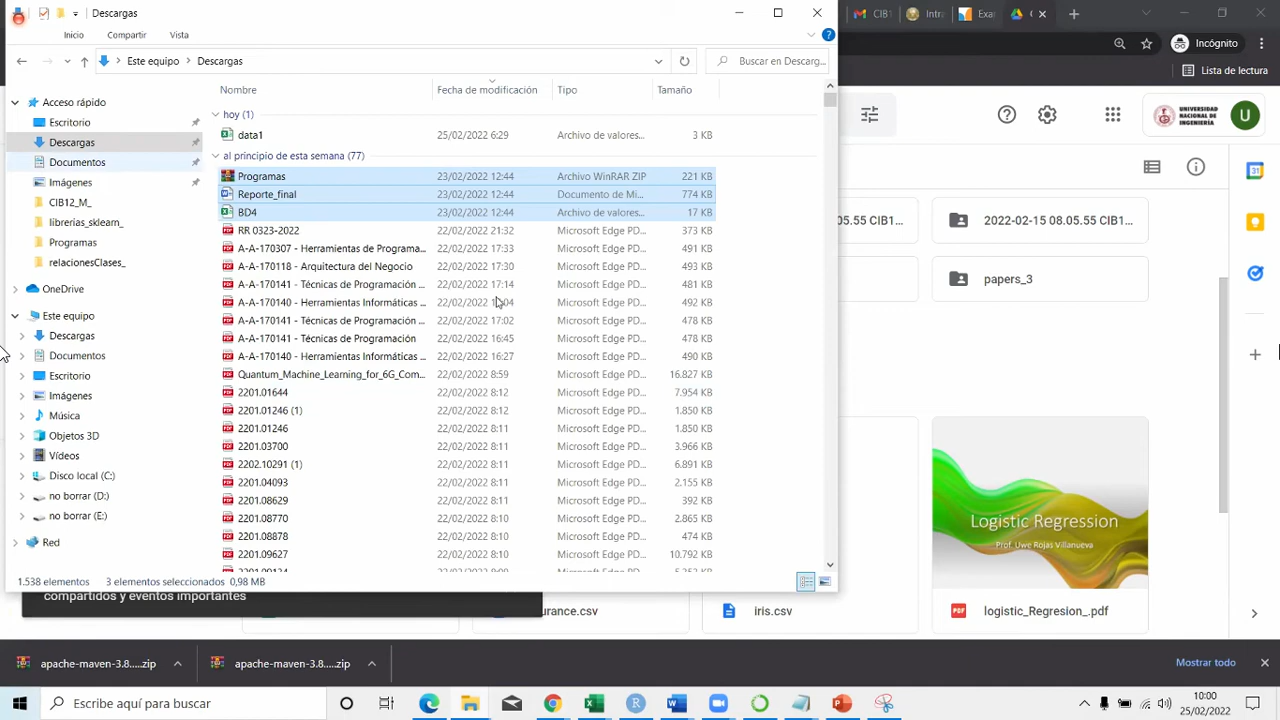 Descargas
CIB1
Intr
Exa
C
Inicio
Compartir
Vista
Incógnito
Este equipo
Descargas
Buscar en Descarg...
Lista de lectura
Nombre
Fecha de modificación
Tipo
Tamaño
Acceso rápido
Escritorio
Descargas
Documentos
Imágenes
CIB12_M_
librerías_sklearn_
Programas
relacionesClases_
OneDrive
Este equipo
Descargas
Documentos
Escritorio
Imágenes
Música
Objetos 3D
Vídeos
Disco local (C:)
no borrar (D:)
no borrar (E:)
Red
hoy (1)
data1 25/02/2022 6:29 Archivo de valores... 3 KB
al principio de esta semana (77)
Programas 23/02/2022 12:44 Archivo WinRAR ZIP 221 KB
Reporte_final 23/02/2022 12:44 Documento de Mi... 774 KB
BD4 23/02/2022 12:44 Archivo de valores... 17 KB
RR 0323-2022 22/02/2022 21:32 Microsoft Edge PD... 373 KB
A-A-170307 - Herramientas de Programa... 22/02/2022 17:33 Microsoft Edge PD... 491 KB
A-A-170118 - Arquitectura del Negocio 22/02/2022 17:30 Microsoft Edge PD... 493 KB
A-A-170141 - Técnicas de Programación ... 22/02/2022 17:14 Microsoft Edge PD... 481 KB
A-A-170140 - Herramientas Informáticas ... 22/02/2022 :04 Microsoft Edge PD... 492 KB
A-A-170141 - Técnicas de Programación ... 22/02/2022 17:02 Microsoft Edge PD... 478 KB
A-A-170141 - Técnicas de Programación 22/02/2022 16:45 Microsoft Edge PD... 478 KB
A-A-170140 - Herramientas Informáticas ... 22/02/2022 16:27 Microsoft Edge PD... 490 KB
Quantum_Machine_Learning_for_6G_Com... 22/02/2022 8:59 Microsoft Edge PD... 16.827 KB
2201.01644 22/02/2022 8:12 Microsoft Edge PD... 7.954 KB
2201.01246 (1) 22/02/2022 8:12 Microsoft Edge PD... 1.850 KB
2201.01246 22/02/2022 8:11 Microsoft Edge PD... 1.850 KB
2201.03700 22/02/2022 8:11 Microsoft Edge PD... 3.966 KB
2202.10291 (1) 22/02/2022 8:11 Microsoft Edge PD... 6.891 KB
2201.04093 22/02/2022 8:11 Microsoft Edge PD... 2.155 KB
2201.08629 22/02/2022 8:11 Microsoft Edge PD... 392 KB
2201.08770 22/02/2022 8:10 Microsoft Edge PD... 2.865 KB
2201.08878 22/02/2022 8:10 Microsoft Edge PD... 474 KB
2201.09627 22/02/2022 8:10 Microsoft Edge PD... 10.792 KB
1.538 elementos 3 elementos seleccionados 0,98 MB
UNIVERSIDAD
NACIONAL DE
INGENIERÍA
U
8.05.55 CIB1...
2022-02-15 08.05.55 CIB1...
papers_3
Logistic Regression
Prof. Uwe Rojas Villanueva
compartidos y eventos importantes
urance.csv
iris.csv
logistic_Regresion_.pdf
apache-maven-3.8.....zip
apache-maven-3.8.....zip
Mostrar todo
Escribe aquí para buscar
10:00
25/02/2022